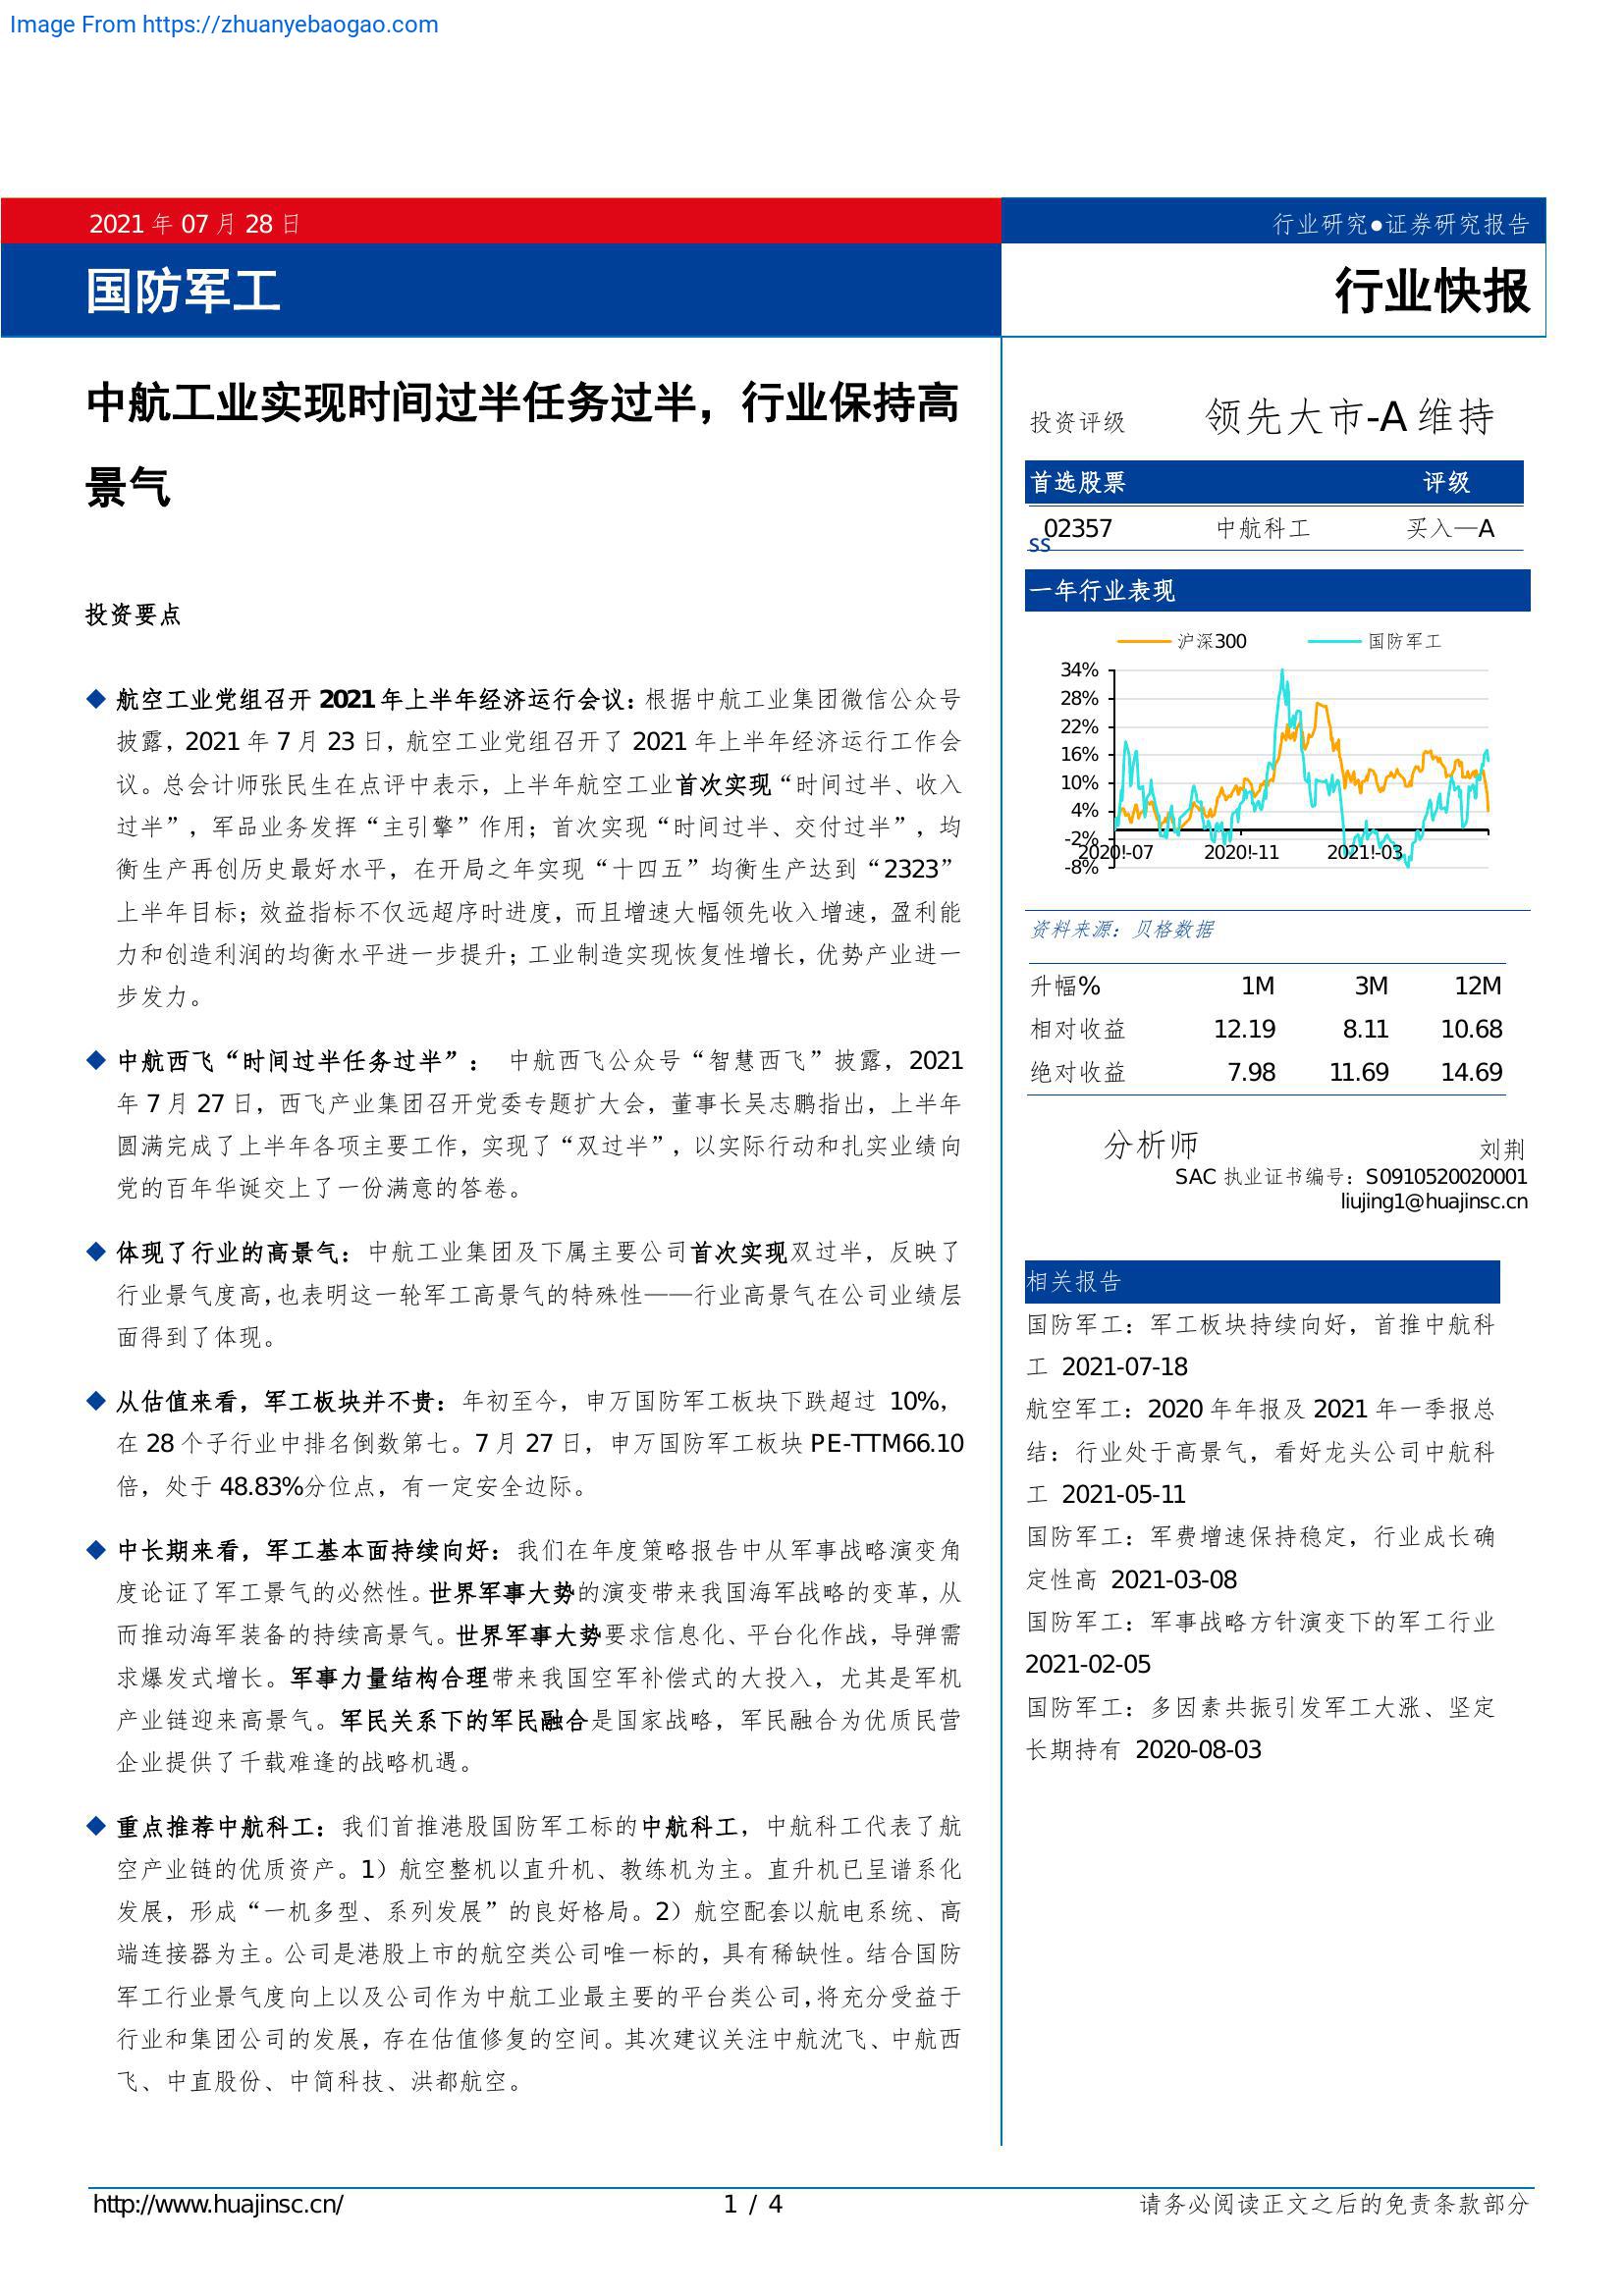 Image From https://zhuanyebaogao.com
2021 年 07 月 28 日
行业研究●证券研究报告
国防军工
行业快报
中航工业实现时间过半任务过半，行业保持高
景气
投资要点
◆ 航空工业党组召开 2021 年上半年经济运行会议：根据中航工业集团微信公众号
披露，2021 年 7 月 23 日，航空工业党组召开了 2021 年上半年经济运行工作会
议。总会计师张民生在点评中表示，上半年航空工业首次实现“时间过半、收入
过半”，军品业务发挥“主引擎”作用；首次实现“时间过半、交付过半”，均
衡生产再创历史最好水平，在开局之年实现“十四五”均衡生产达到“2323”
上半年目标；效益指标不仅远超序时进度，而且增速大幅领先收入增速，盈利能
力和创造利润的均衡水平进一步提升；工业制造实现恢复性增长，优势产业进一
步发力。
◆ 中航西飞“时间过半任务过半”： 中航西飞公众号“智慧西飞”披露，2021
年 7 月 27 日，西飞产业集团召开党委专题扩大会，董事长吴志鹏指出，上半年
圆满完成了上半年各项主要工作，实现了“双过半”，以实际行动和扎实业绩向
党的百年华诞交上了一份满意的答卷。
◆ 体现了行业的高景气：中航工业集团及下属主要公司首次实现双过半，反映了
行业景气度高，也表明这一轮军工高景气的特殊性——行业高景气在公司业绩层
面得到了体现。
◆ 从估值来看，军工板块并不贵：年初至今，申万国防军工板块下跌超过 10%，
在 28 个子行业中排名倒数第七。7 月 27 日，申万国防军工板块 PE-TTM66.10
倍，处于 48.83%分位点，有一定安全边际。
◆ 中长期来看，军工基本面持续向好：我们在年度策略报告中从军事战略演变角
度论证了军工景气的必然性。世界军事大势的演变带来我国海军战略的变革，从
而推动海军装备的持续高景气。世界军事大势要求信息化、平台化作战，导弹需
求爆发式增长。军事力量结构合理带来我国空军补偿式的大投入，尤其是军机
产业链迎来高景气。军民关系下的军民融合是国家战略，军民融合为优质民营
企业提供了千载难逢的战略机遇。
◆ 重点推荐中航科工：我们首推港股国防军工标的中航科工，中航科工代表了航
空产业链的优质资产。1）航空整机以直升机、教练机为主。直升机已呈谱系化
发展，形成“一机多型、系列发展”的良好格局。2）航空配套以航电系统、高
端连接器为主。公司是港股上市的航空类公司唯一标的，具有稀缺性。结合国防
军工行业景气度向上以及公司作为中航工业最主要的平台类公司，将充分受益于
行业和集团公司的发展，存在估值修复的空间。其次建议关注中航沈飞、中航西
飞、中直股份、中简科技、洪都航空。
投资评级 领先大市-A 维持
首选股票 评级
02357 中航科工 买入—A
ss
一年行业表现
沪深300 国防军工
34%
28%
22%
16%
10%
4%
-2%
-8%
2020!-07 2020!-11 2021!-03
资料来源：贝格数据
升幅% 1M 3M 12M
相对收益 12.19 8.11 10.68
绝对收益 7.98 11.69 14.69
分析师 刘荆
SAC 执业证书编号：S0910520020001
liujing1@huajinsc.cn
相关报告
国防军工：军工板块持续向好，首推中航科
工 2021-07-18
航空军工：2020 年年报及 2021 年一季报总
结：行业处于高景气，看好龙头公司中航科
工 2021-05-11
国防军工：军费增速保持稳定，行业成长确
定性高 2021-03-08
国防军工：军事战略方针演变下的军工行业
2021-02-05
国防军工：多因素共振引发军工大涨、坚定
长期持有 2020-08-03
http://www.huajinsc.cn/
1 / 4
请务必阅读正文之后的免责条款部分